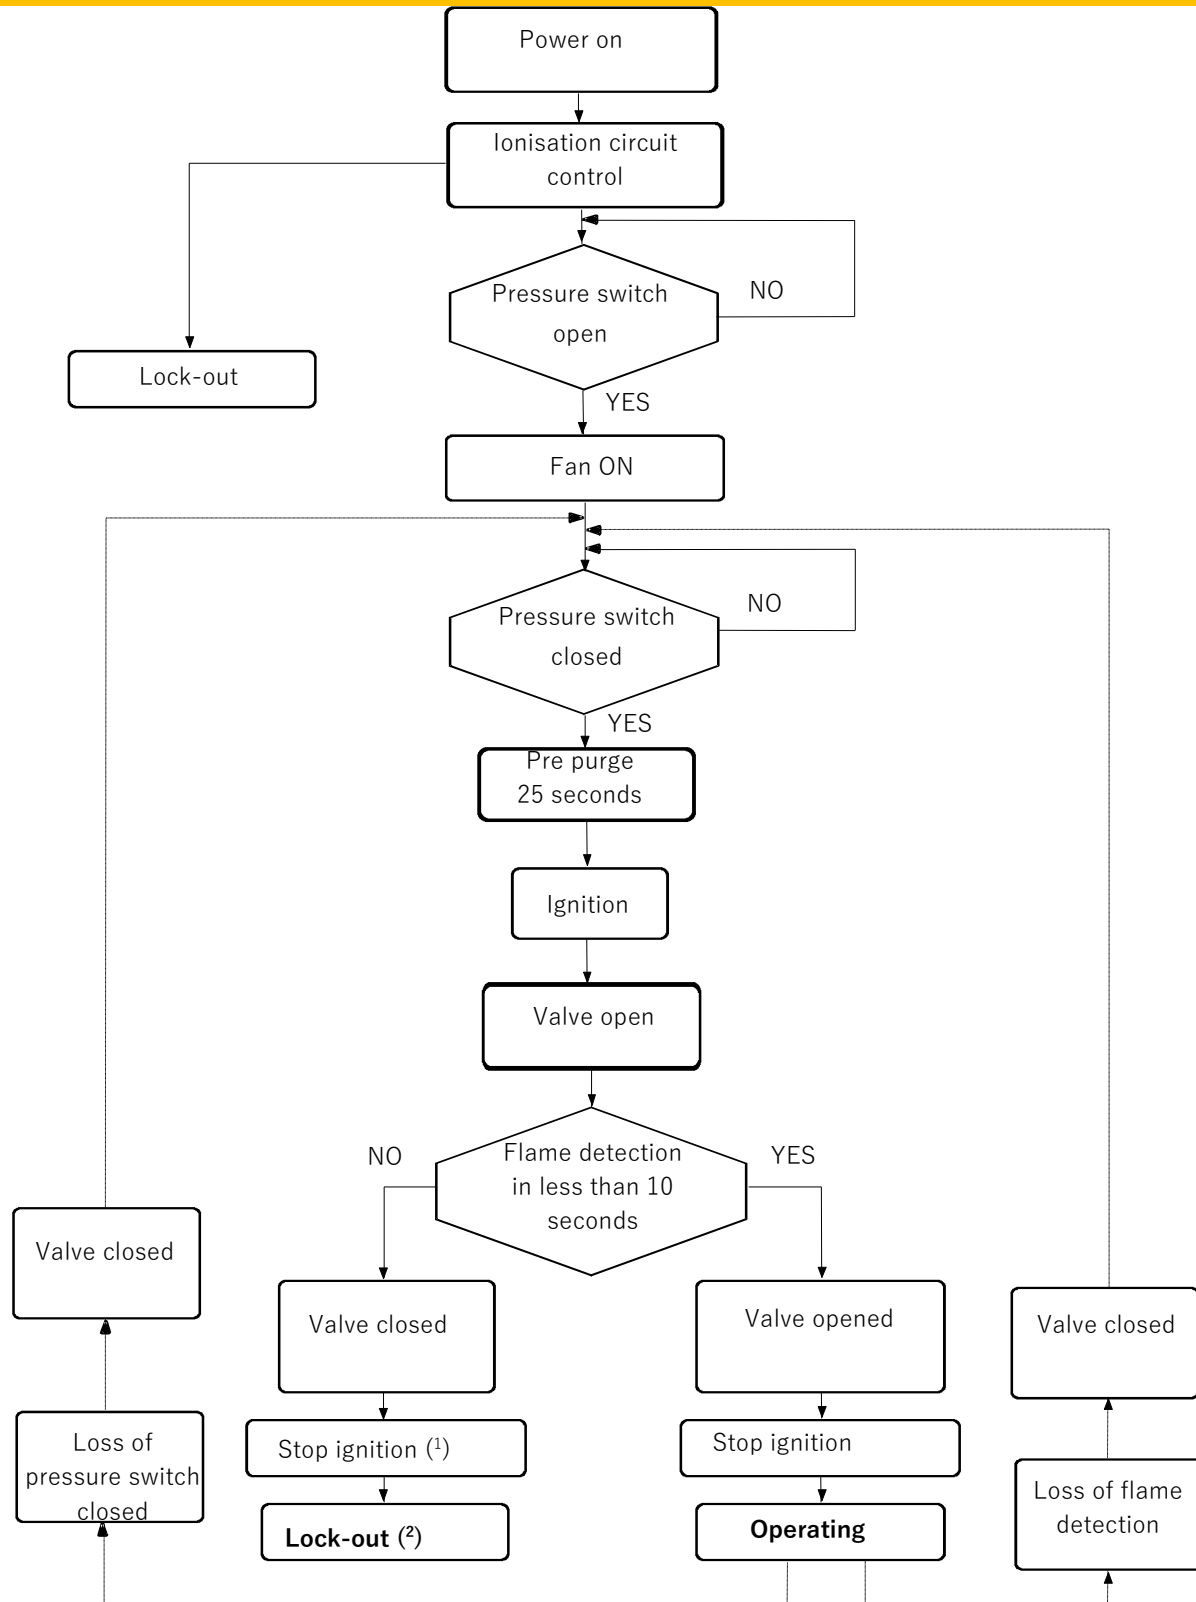 Power on
Ionisation circuit
control
Pressure switch
open
NO
Lock-out
YES
Fan ON
Pressure switch
closed
NO
YES
Pre purge
25 seconds
Ignition
Valve open
NO
Flame detection
in less than 10
seconds
YES
Valve closed
Valve closed
Valve opened
Valve closed
Loss of
pressure switch
closed
Stop ignition (¹)
Stop ignition
Loss of flame
detection
Lock-out (²)
Operating